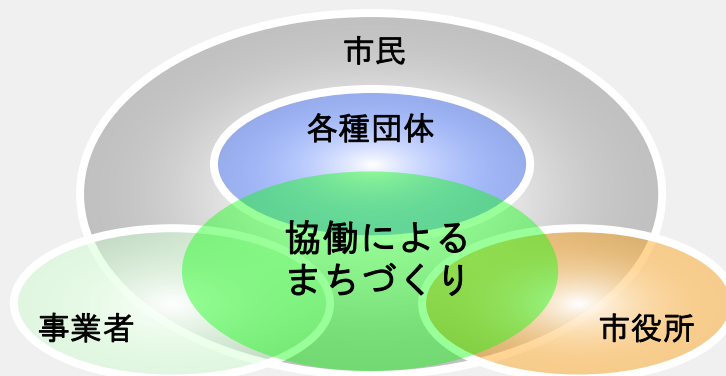 市民
各種団体
協働による
まちづくり
事業者
市役所